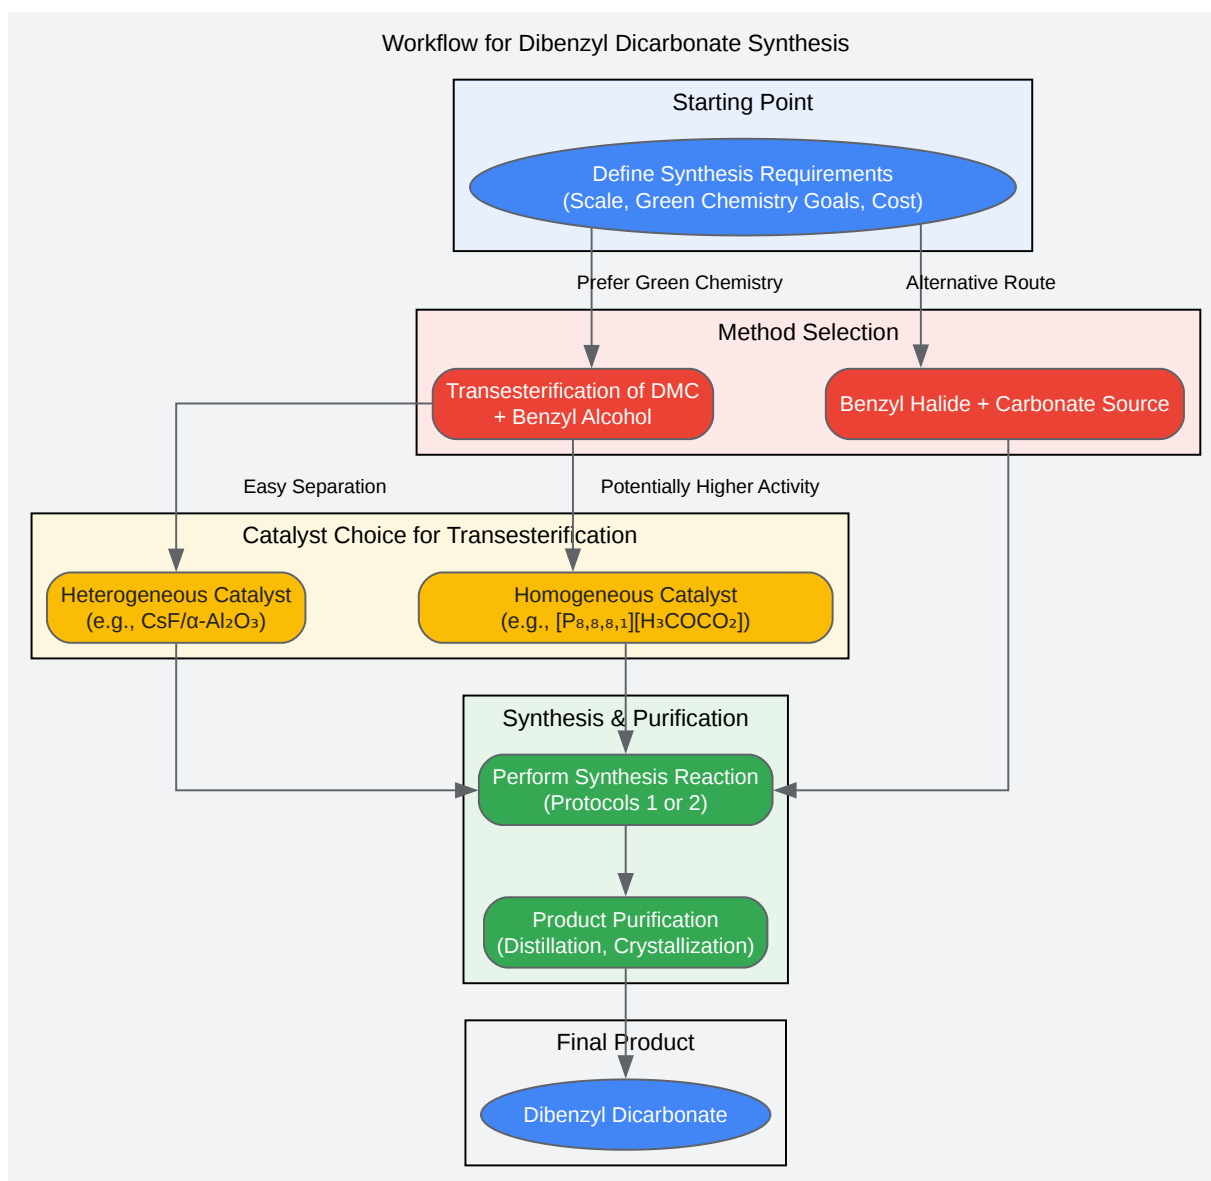 Workflow for Dibenzyl Dicarbonate Synthesis
Starting Point
Define Synthesis Requirements
(Scale, Green Chemistry Goals, Cost)
Prefer Green Chemistry
Alternative Route
Method Selection
Transesterification of DMC
+ Benzyl Alcohol
Benzyl Halide + Carbonate Source
Easy Separation
Potentially Higher Activity
Catalyst Choice for Transesterification
Heterogeneous Catalyst
(e.g., CsF/α-Al₂O₃)
Homogeneous Catalyst
(e.g., [P₈,₈,₈,₁][H₃COCO₂])
Synthesis & Purification
Perform Synthesis Reaction
(Protocols 1 or 2)
Product Purification
(Distillation, Crystallization)
Final Product
Dibenzyl Dicarbonate